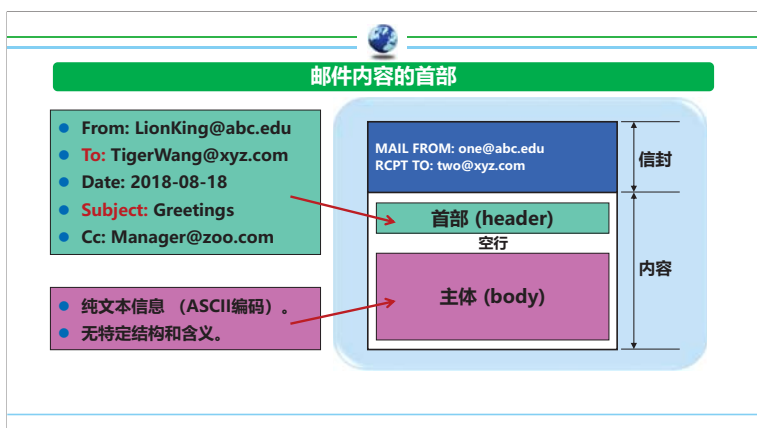 邮件内容的首部
From: LionKing@abc.edu
To: TigerWang@xyz.com
Date: 2018-08-18
Subject: Greetings
Cc: Manager@zoo.com
纯文本信息 （ASCII编码）。
无特定结构和含义。
MAIL FROM: one@abc.edu
RCPT TO: two@xyz.com
信封
首部 (header)
空行
主体 (body)
内容